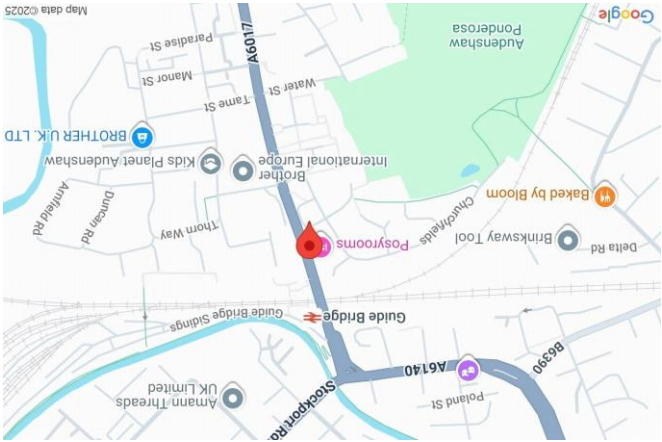 Stockport Rd
Poland St
Amann Threads
UK Limited
A6140
B6390
Guide Bridge Sidings
Guide Bridge
Delta Rd
Brinksway Tool
Posyrooms
Thorn Way
Duncan Rd
Arnfield Rd
Churchfields
Baked by Bloom
Brother
International Europe
Kids Planet Audenshaw
BROTHER U.K. LTD
Water St
Tame St
Manor St
Paradise St
A6017
Audenshaw
Ponderosa
Google
Map data ©2025